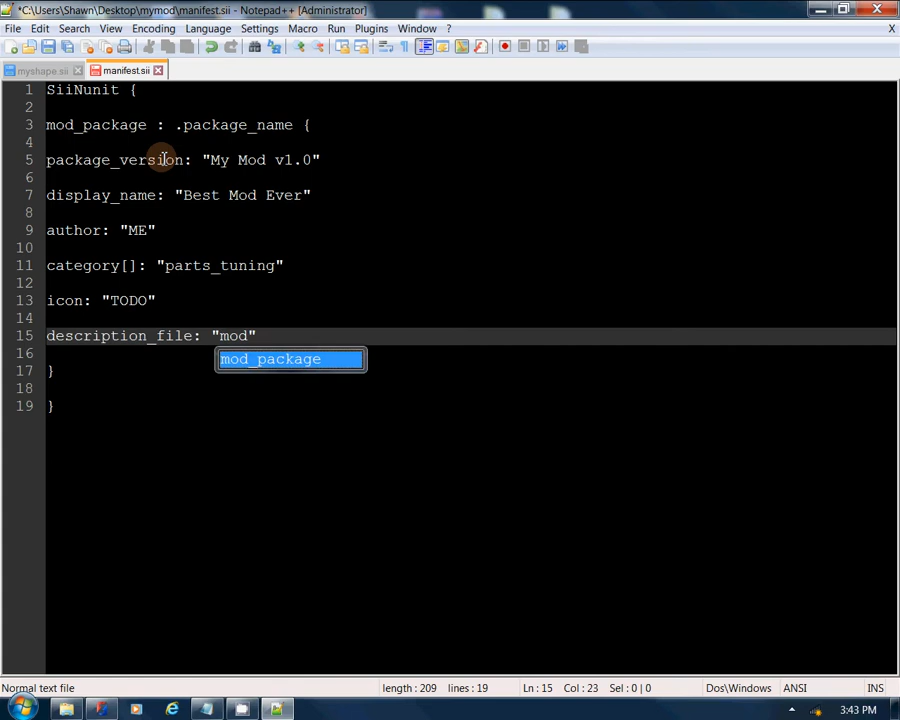 *C:\Users\Shawn\Desktop\mymod\manifest.sii - Notepad++ [Administrator]
File Edit Search View Encoding Language Settings Macro Run Plugins Window ? X
myshape.sii manifest.sii
1 SiiNunit {
2
3 mod_package : .package_name {
4
5 package_version: "My Mod v1.0"
6
7 display_name: "Best Mod Ever"
8
9 author: "ME"
10
11 category[]: "parts_tuning"
12
13 icon: "TODO"
14
15 description_file: "mod"
16 mod_package
17 }
18
19 }
Normal text file length : 209 lines : 19 Ln : 15 Col : 23 Sel : 0 | 0 Dos\Windows ANSI INS
3:43 PM